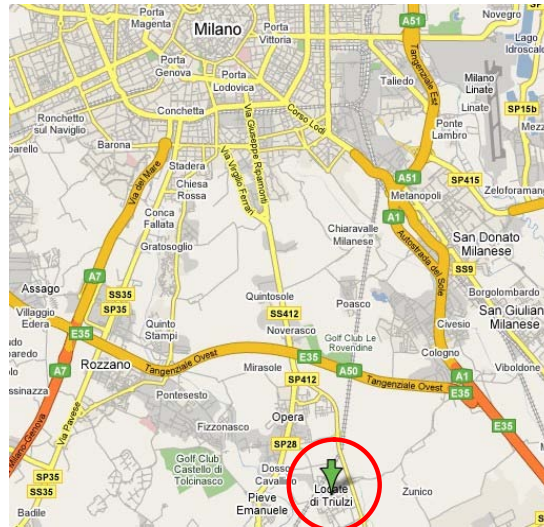 Porta
Magenta
Milano
Porta
Vittoria
A51
Novegro
Lago
Idroscalo
Porta
Genova
Porta
Lodovica
Tangenziale Est
Taliedo
Milano
Linate
Linate
SP15b
Conchetta
Corso Lodi
Ronchetto
sul Naviglio
Barona
Via Giuseppe Ripamonti
Ponte
Lambro
Stadera
Via Virgilio Ferrari
A51
SP415
Via del Mare
Chiesa
Rossa
Metanopoli
Zeloforamagno
Conca
Fallata
Chiaravalle
Milanese
A1
Autostrada del Sole
Gratosoglio
San Donato
Milanese
A7
SS9
Assago
SS35
SP35
Quintosole
Poasco
Borgolombardo
Villaggio
Edera
SS412
San Giuliano
Milanese
E35
Quinto
Stampi
Noverasco
Golf Club Le
Rovendine
Civesio
Rozzano
Tangenziale Ovest
E35
Cologno
Viboldone
A7
Mirasole
A50
Tangenziale Ovest
A1
E35
SP412
Pontesesto
Via Pavese
Opera
E35
Fizzonasco
SP28
Milano-Genova
Golf Club
Castello di
Tolcinasco
Dosso
Cavallino
Locate
di Triulzi
Zunico
SP35
SS35
Pieve
Emanuele
Badile